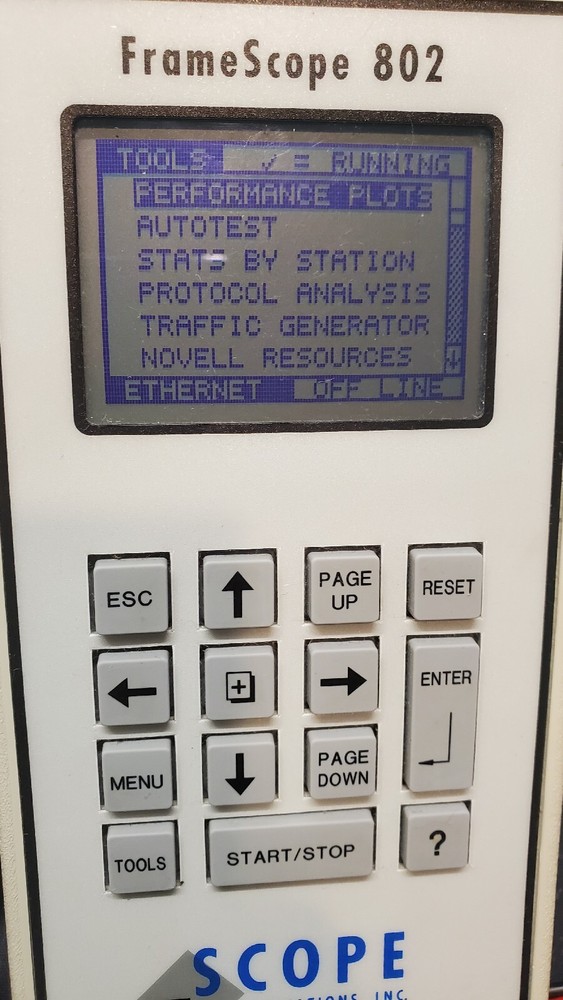 FrameScope 802
TOOLS ✓ = RUNNING
PERFORMANCE PLOTS
AUTOTEST
STATS BY STATION
PROTOCOL ANALYSIS
TRAFFIC GENERATOR
NOVELL RESOURCES
ETHERNET OFF LINE
ESC
PAGE UP
RESET
ENTER
MENU
PAGE DOWN
TOOLS
START/STOP
?
SCOPE
INC.